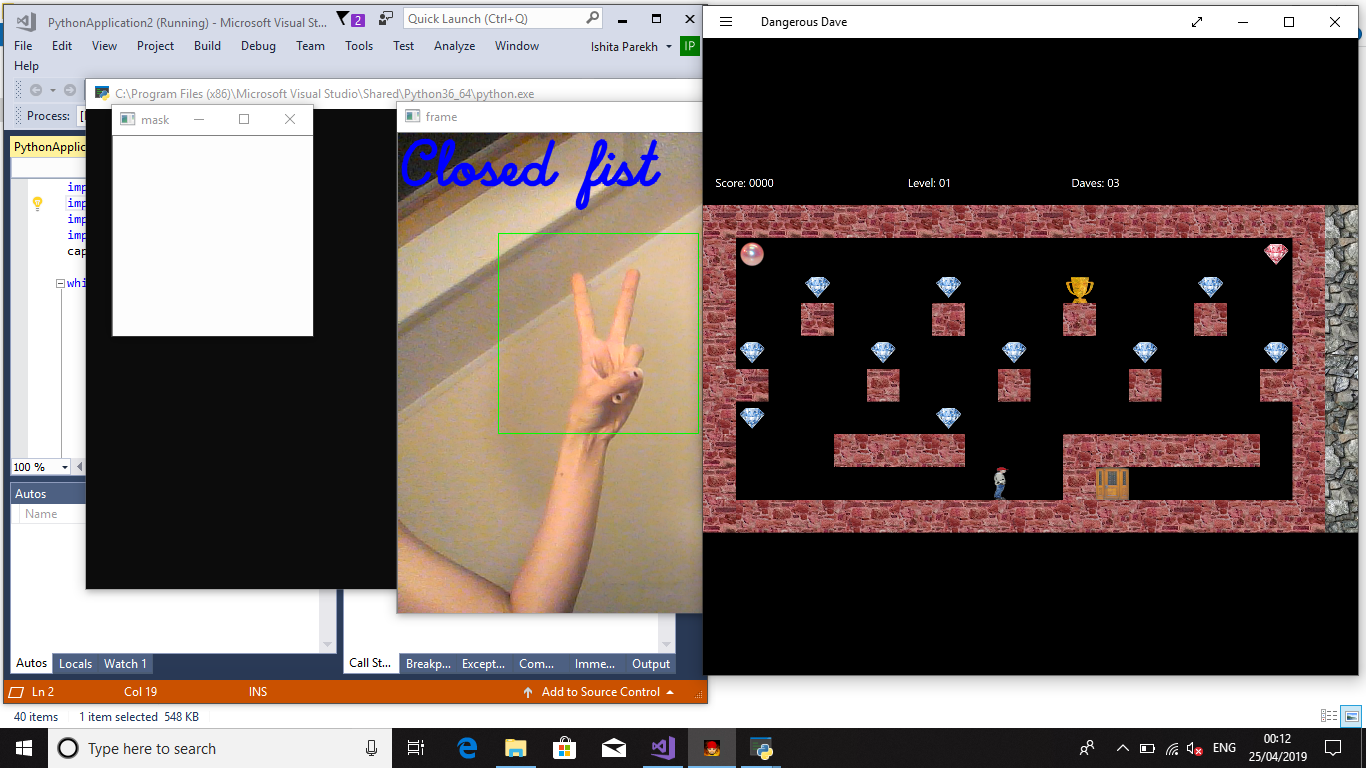 PythonApplication2 (Running) - Microsoft Visual St...
2
Quick Launch (Ctrl+Q)
File Edit View Project Build Debug Team Tools Test Analyze Window
Ishita Parekh
IP
Help
C:\Program Files (x86)\Microsoft Visual Studio\Shared\Python36_64\python.exe
Process:
mask
frame
PythonApplic
imp
imp
imp
imp
cap
whi
Closed fist
100 %
Autos
Name
Autos Locals Watch 1
Call St... Breakp... Except... Com... Imme... Output
Ln 2 Col 19 INS Add to Source Control
40 items 1 item selected 548 KB
Dangerous Dave
Score: 0000 Level: 01 Daves: 03
Type here to search
ENG
00:12
25/04/2019